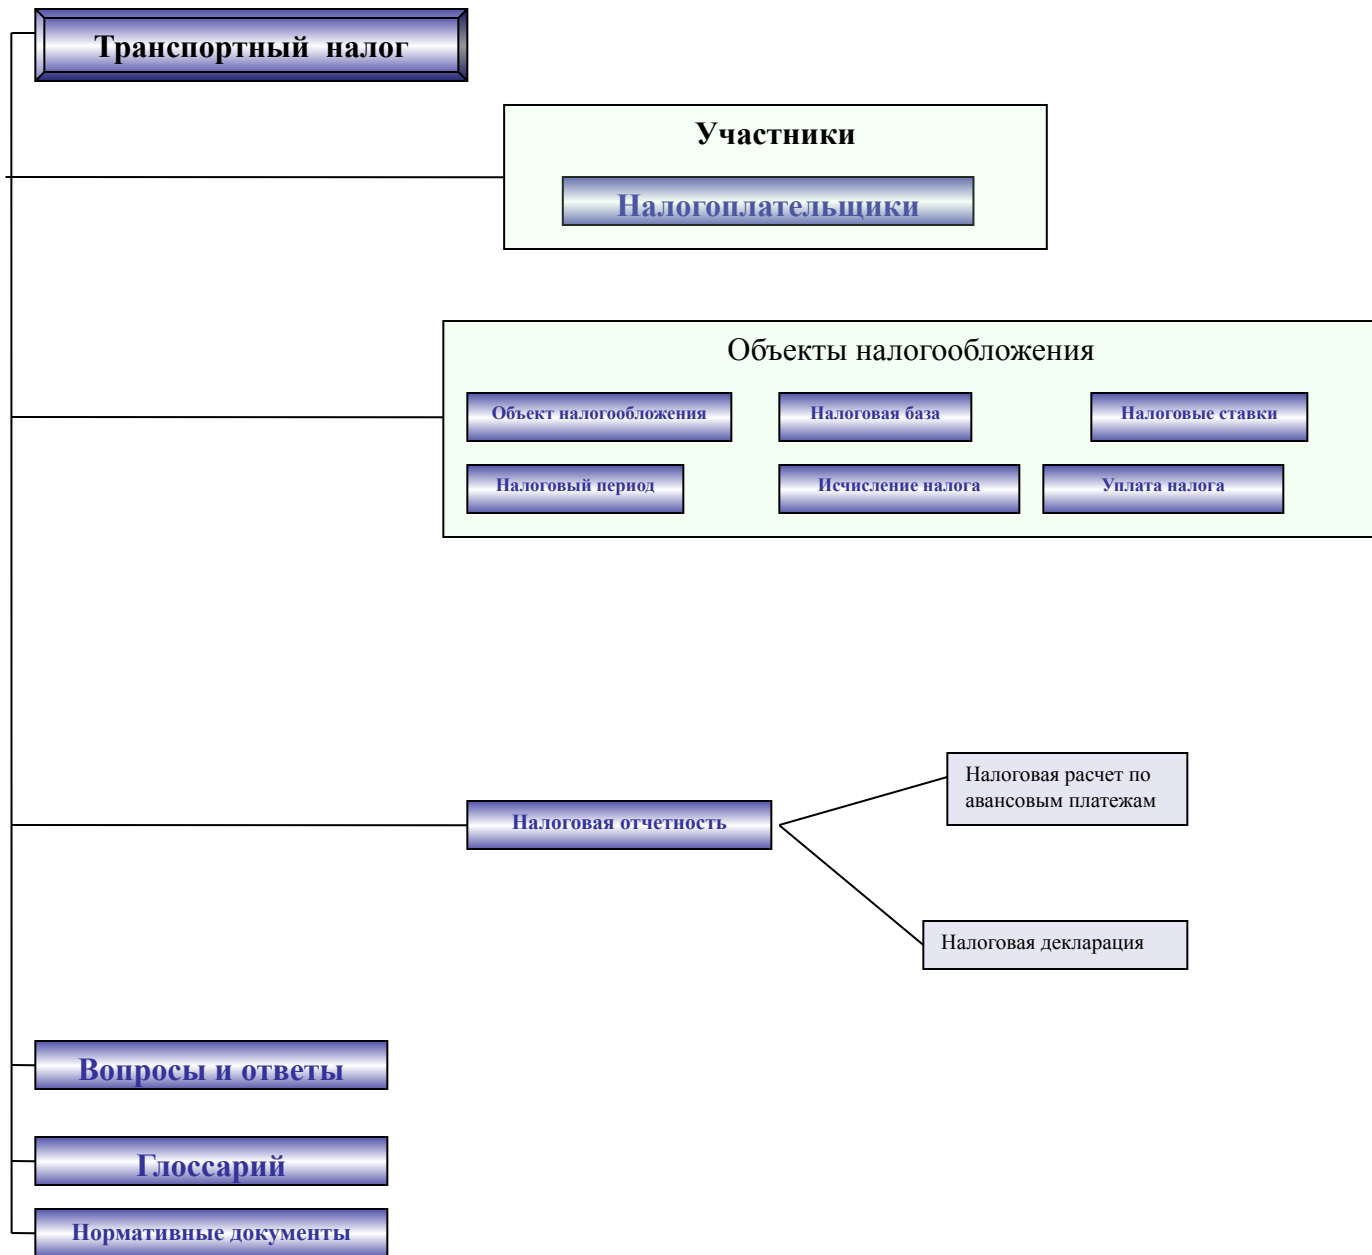 Транспортный налог
Участники
Налогоплательщики
Объекты налогообложения
Объект налогообложения
Налоговая база
Налоговые ставки
Налоговый период
Исчисление налога
Уплата налога
Налоговая расчет по
авансовым платежам
Налоговая отчетность
Налоговая декларация
Вопросы и ответы
Глоссарий
Нормативные документы